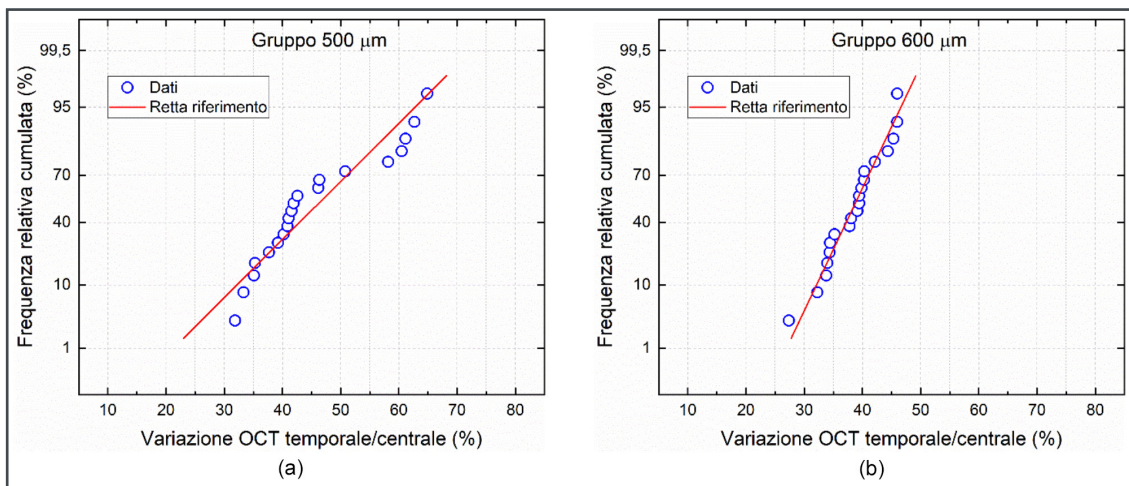 Gruppo 500 μm
99,5
95
70
40
10
1
Frequenza relativa cumulata (%)
Dati
Retta riferimento
10 20 30 40 50 60 70 80
Variazione OCT temporale/centrale (%)
(a)
Gruppo 600 μm
99,5
95
70
40
10
1
Frequenza relativa cumulata (%)
Dati
Retta riferimento
10 20 30 40 50 60 70 80
Variazione OCT temporale/centrale (%)
(b)